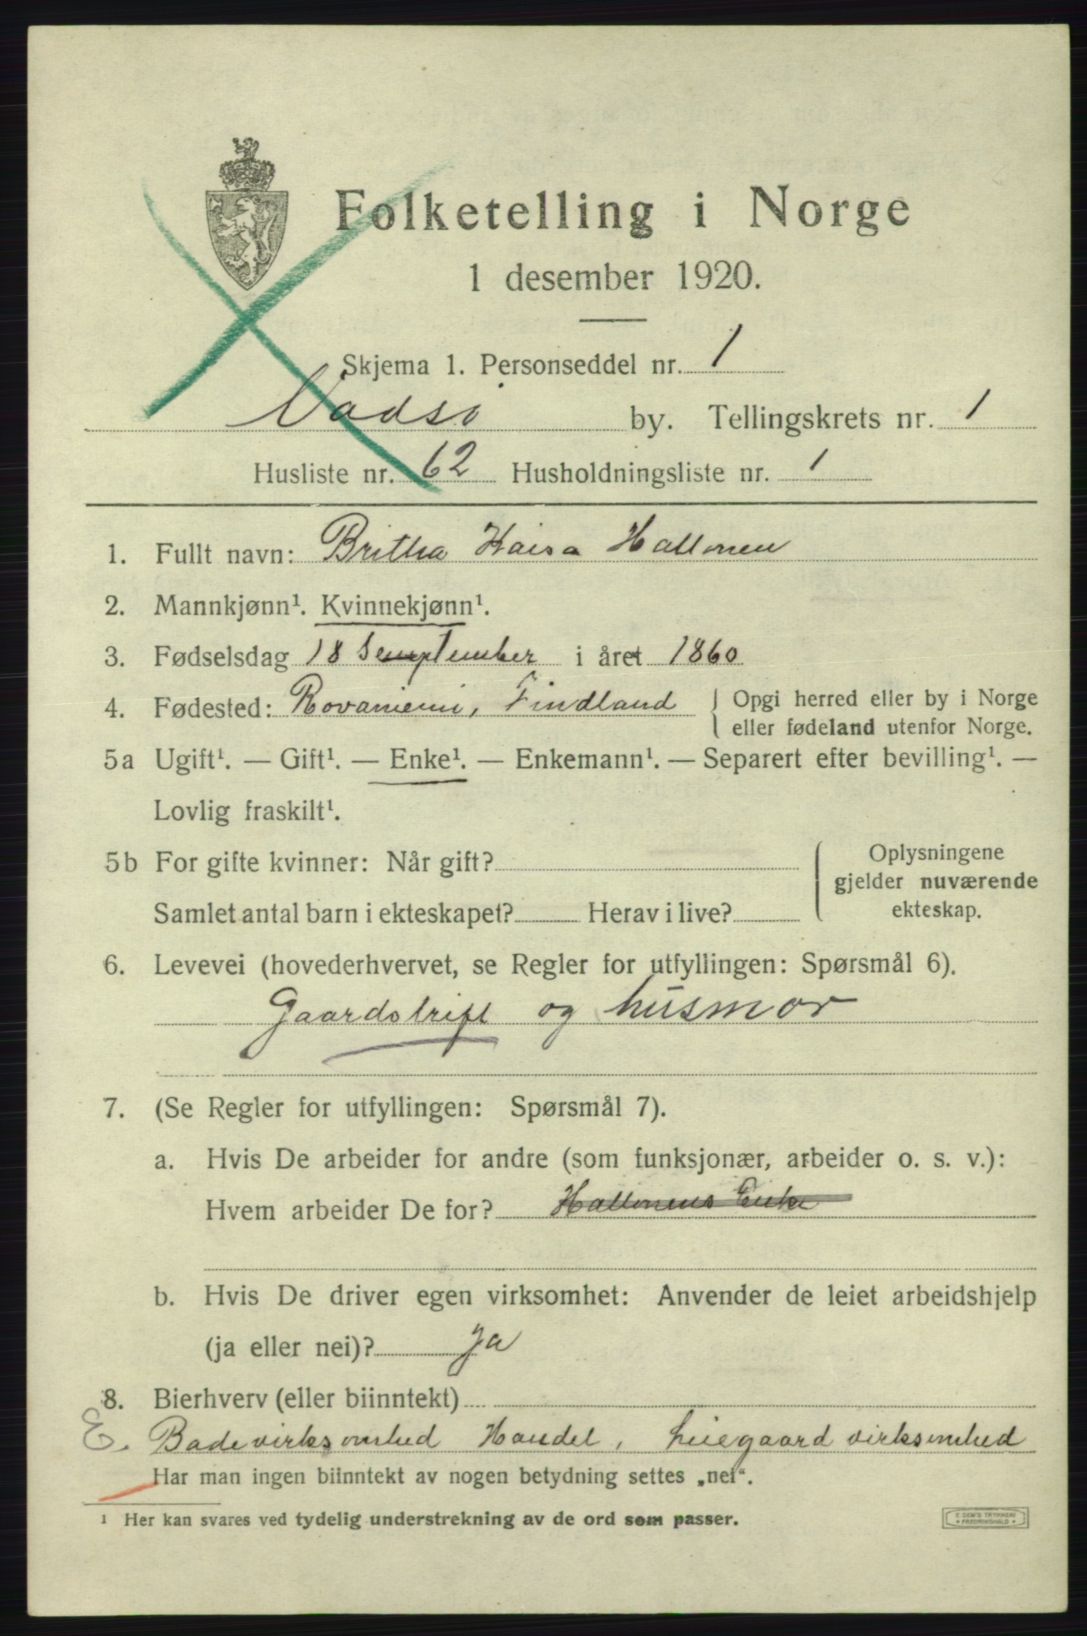 Folketelling i Norge
1 desember 1920.
Skjema 1. Personseddel nr. 1
Vadsø by. Tellingskrets nr. 1
Husliste nr. 62 Husholdningsliste nr. 1
1. Fullt navn: Britha Kaisa Hallonen
2. Mannkjønn¹. Kvinnekjønn¹.
3. Fødselsdag 18 September i året 1860
4. Fødested: Rovaniemi, Findland { Opgi herred eller by i Norge
eller fødeland utenfor Norge.
5a Ugift¹. — Gift¹. — Enke¹. — Enkemann¹. — Separert efter bevilling¹. —
Lovlig fraskilt¹.
5b For gifte kvinner: Når gift? { Oplysningene
gjelder nuværende
Samlet antal barn i ekteskapet? Herav i live? ekteskap.
6. Levevei (hovederhvervet, se Regler for utfyllingen: Spørsmål 6).
Gaardsdrift og husmor
7. (Se Regler for utfyllingen: Spørsmål 7).
a. Hvis De arbeider for andre (som funksjonær, arbeider o. s. v.):
Hvem arbeider De for? Hallonens Enke
b. Hvis De driver egen virksomhet: Anvender de leiet arbeidshjelp
(ja eller nei)? Ja
8. Bierhverv (eller biinntekt)
E. Badevirksomhed Handel, Leiegaard virksomhed
Har man ingen biinntekt av nogen betydning settes „nei“.
¹ Her kan svares ved tydelig understrekning av de ord som passer.
E. SEM'S TRYKKERI
FREDRIKSHALD